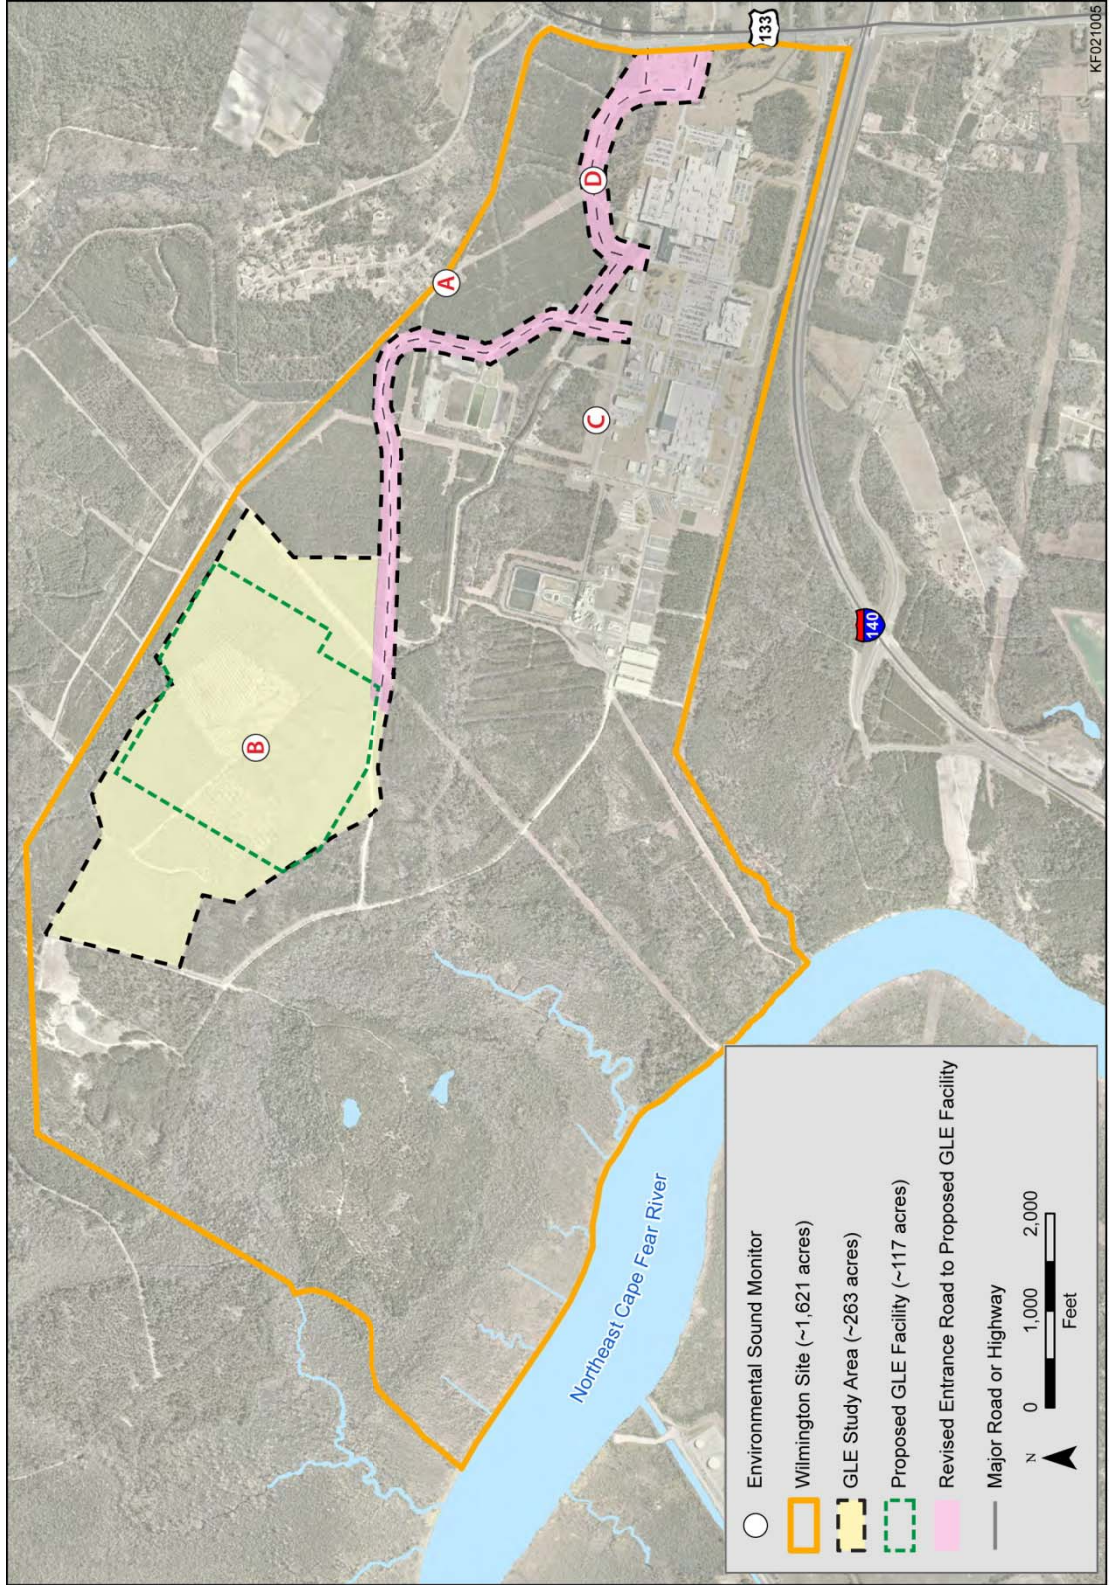 133
A
D
C
B
140
Northeast Cape Fear River
Environmental Sound Monitor
Wilmington Site (~1,621 acres)
GLE Study Area (~263 acres)
Proposed GLE Facility (~117 acres)
Revised Entrance Road to Proposed GLE Facility
Major Road or Highway
N
0 1,000 2,000
Feet
KF021005